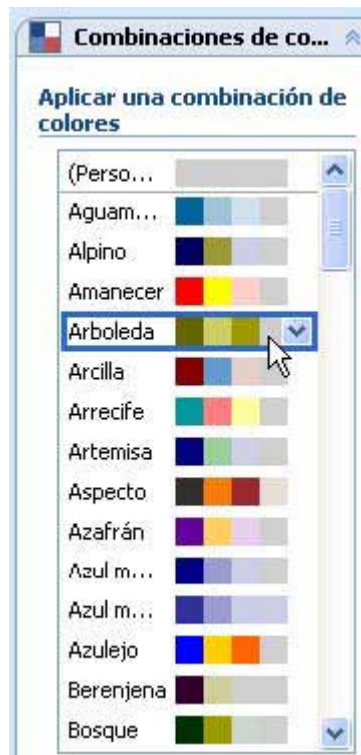 Combinaciones de co...
Aplicar una combinación de
colores
(Perso...
Aguam...
Alpino
Amanecer
Arboleda
Arcilla
Arrecife
Artemisa
Aspecto
Azafrán
Azul m...
Azul m...
Azulejo
Berenjena
Bosque